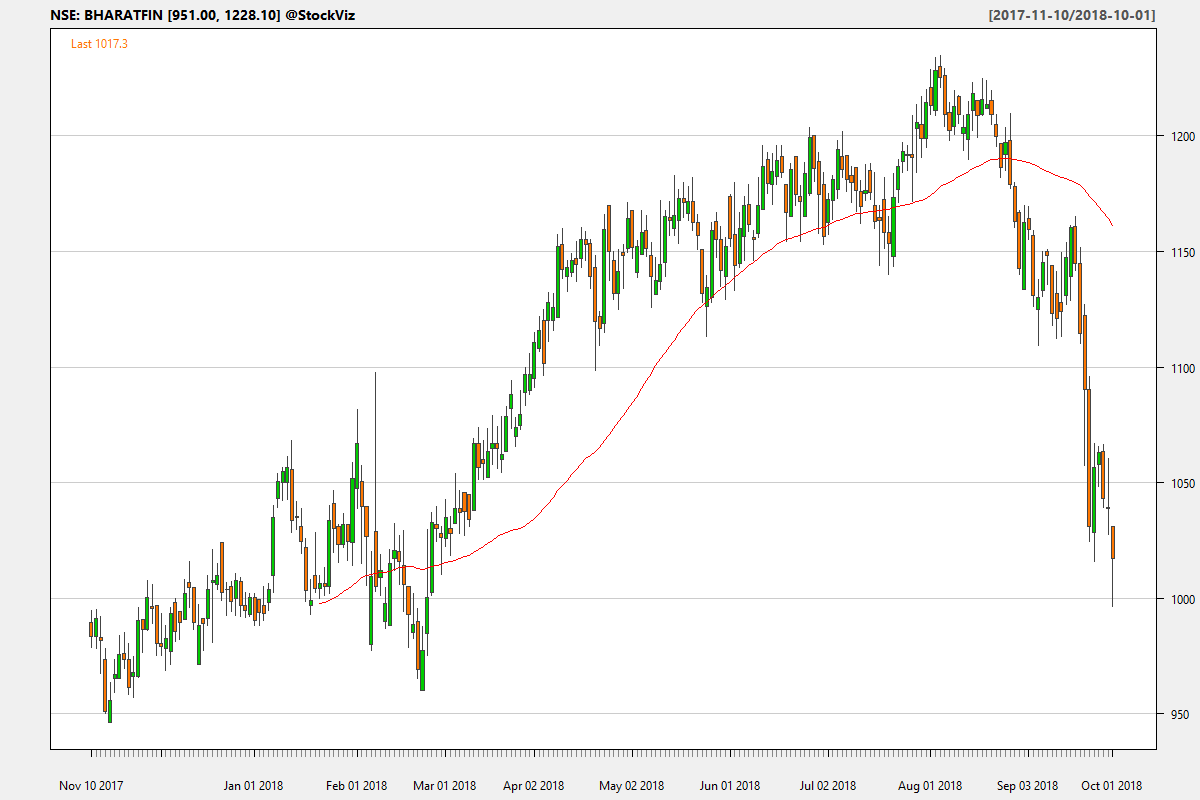 NSE: BHARATFIN [951.00, 1228.10] @StockViz
[2017-11-10/2018-10-01]
Last 1017.3
1200
1150
1100
1050
1000
950
Nov 10 2017
Jan 01 2018
Feb 01 2018
Mar 01 2018
Apr 02 2018
May 02 2018
Jun 01 2018
Jul 02 2018
Aug 01 2018
Sep 03 2018
Oct 01 2018